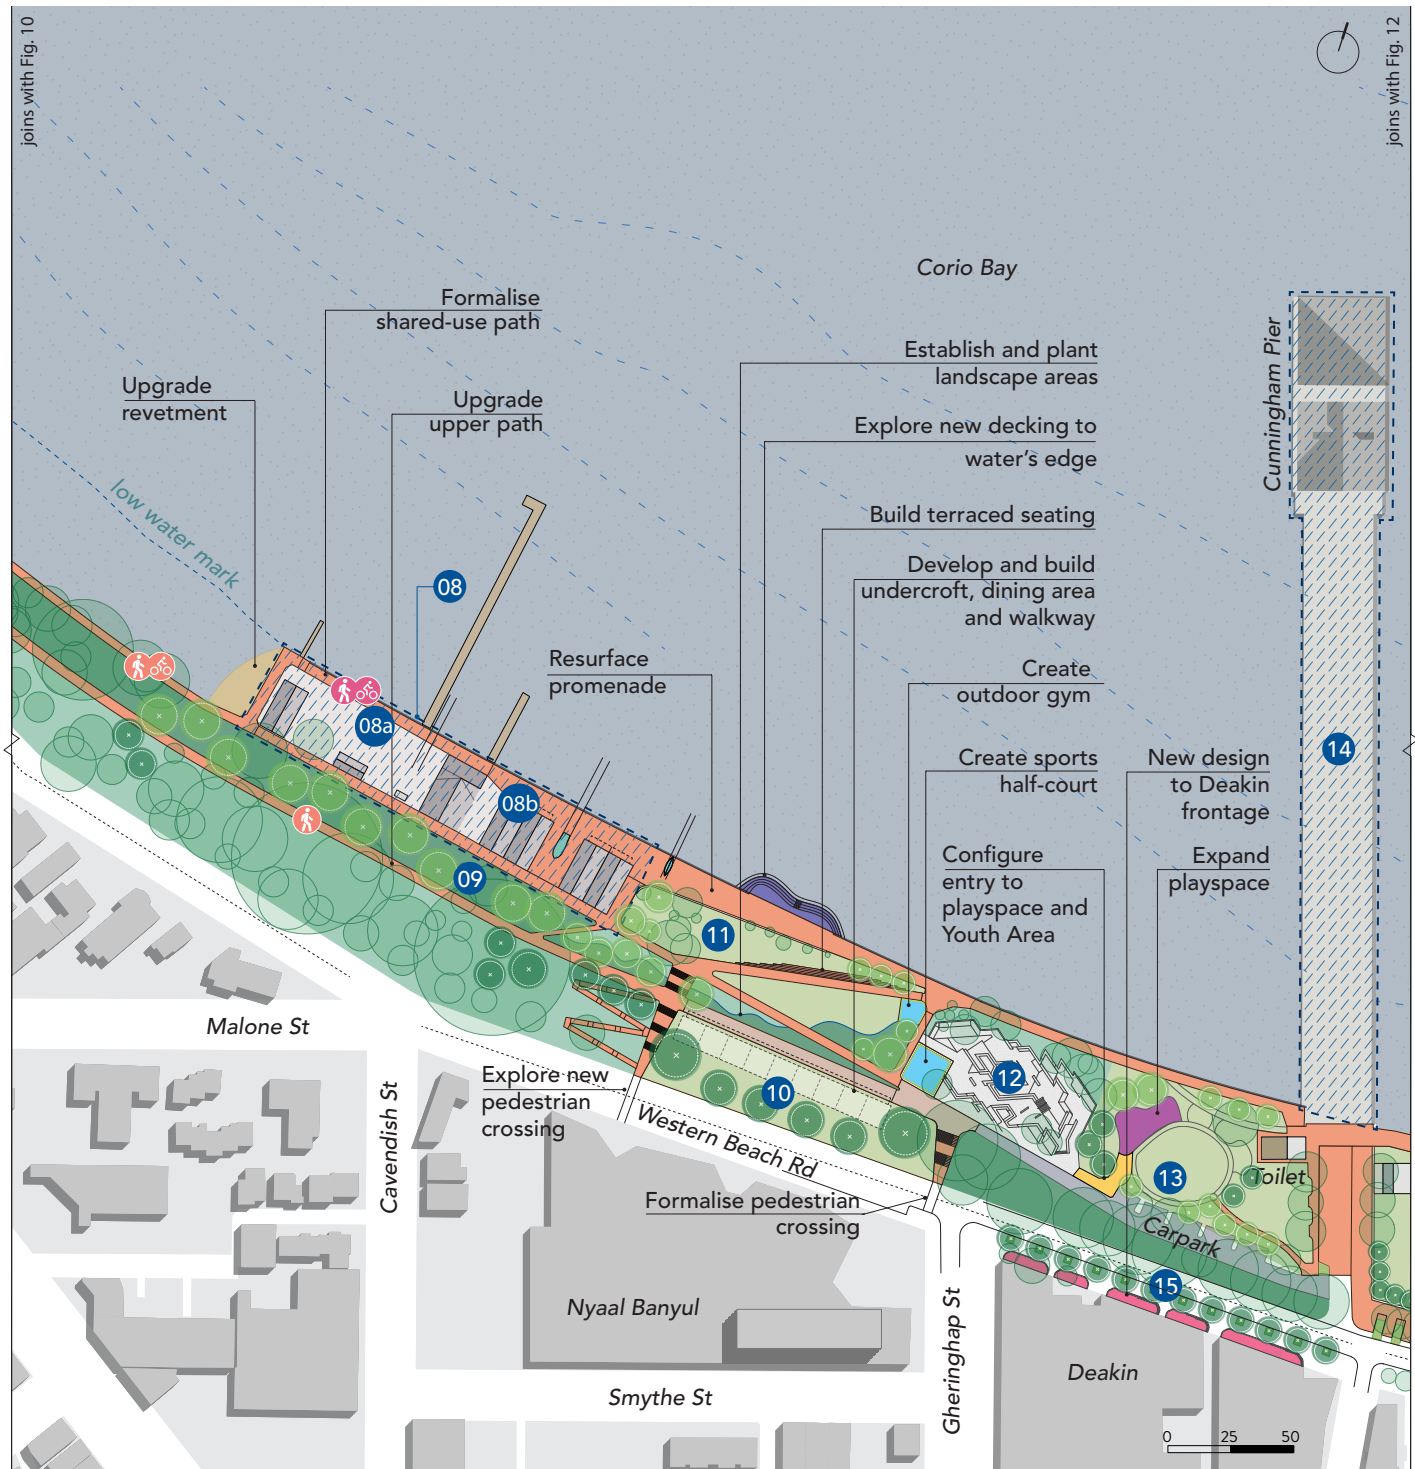 joins with Fig. 10
joins with Fig. 12
Corio Bay
Formalise
shared-use path
Upgrade
revetment
Upgrade
upper path
Establish and plant
landscape areas
Explore new decking to
water's edge
Build terraced seating
Develop and build
undercroft, dining area
and walkway
Cunningham Pier
low water mark
08
Resurface
promenade
Create
outdoor gym
Create sports
half-court
New design
to Deakin
frontage
Configure
entry to
playspace and
Youth Area
Expand
playspace
14
08a
08b
09
11
12
10
13
15
Toilet
Carpark
Malone St
Cavendish St
Explore new
pedestrian
crossing
Western Beach Rd
Formalise pedestrian
crossing
Nyaal Banyul
Gheringhap St
Smythe St
Deakin
0 25 50